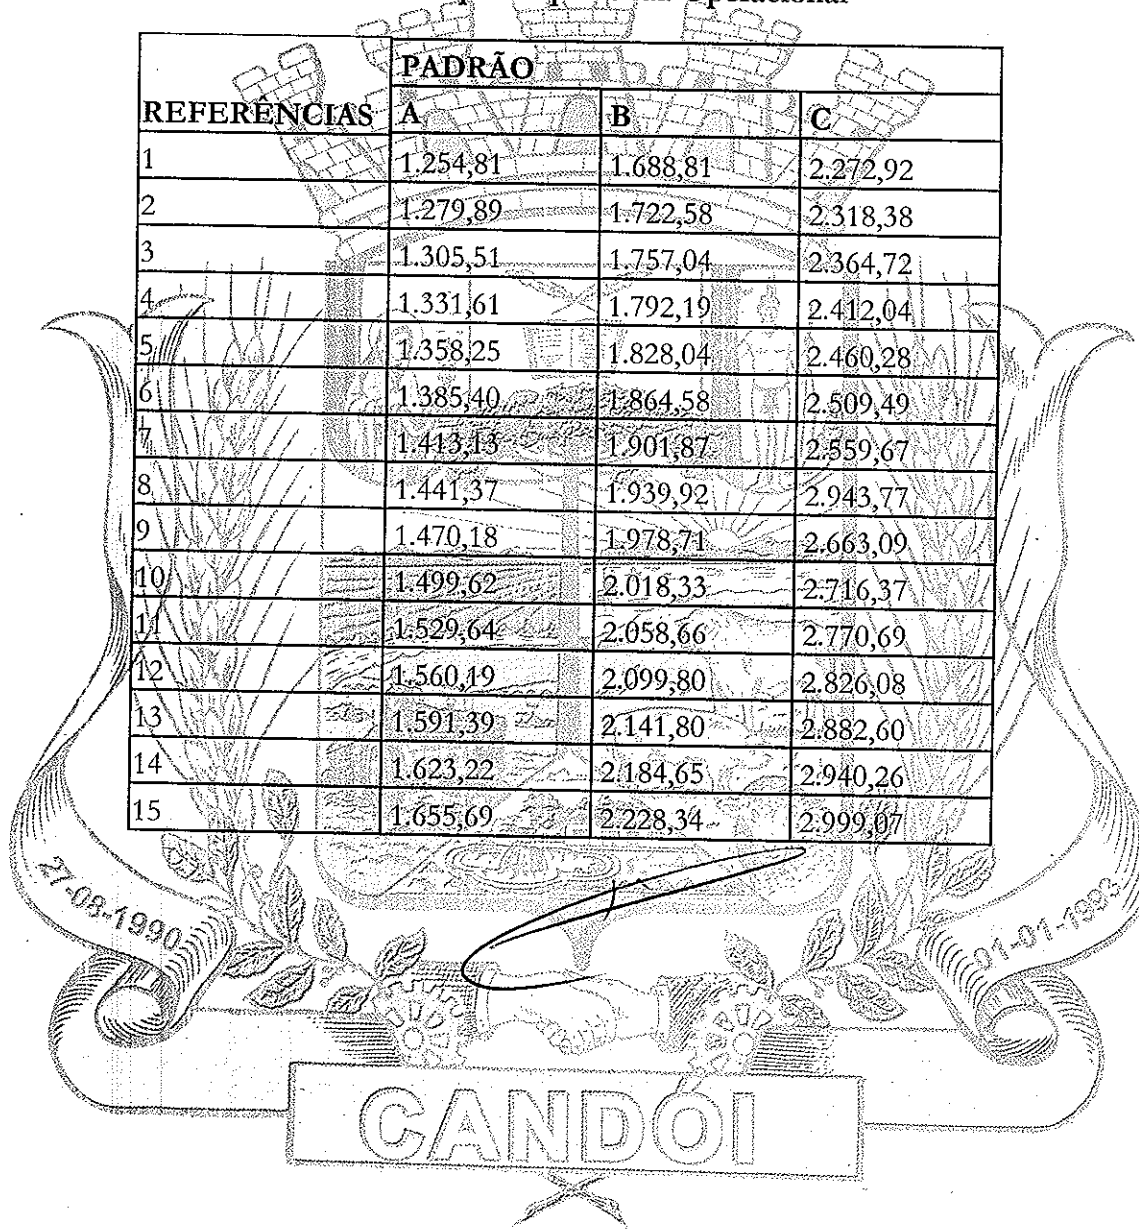 Operacional
PADRÃO
REFERÊNCIAS A B C
1 1.254,81 1.688,81 2.272,92
2 1.279,89 1.722,58 2.318,38
3 1.305,51 1.757,04 2.364,72
4 1.331,61 1.792,19 2.412,04
5 1.358,25 1.828,04 2.460,28
6 1.385,40 1.864,58 2.509,49
7 1.413,13 1.901,87 2.559,67
8 1.441,37 1.939,92 2.943,77
9 1.470,18 1.978,71 2.663,09
10 1.499,62 2.018,33 2.716,37
11 1.529,64 2.058,66 2.770,69
12 1.560,19 2.099,80 2.826,08
13 1.591,39 2.141,80 2.882,60
14 1.623,22 2.184,65 2.940,26
15 1.655,69 2.228,34 2.999,07
27-08-1990
01-01-1993
CANDÓI